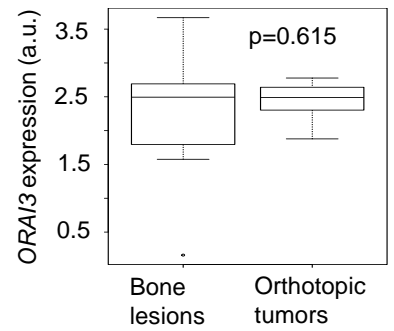 ORAI3 expression (a.u.)
3.5
2.5
1.5
0.5
p=0.615
Bone
lesions
Orthotopic
tumors